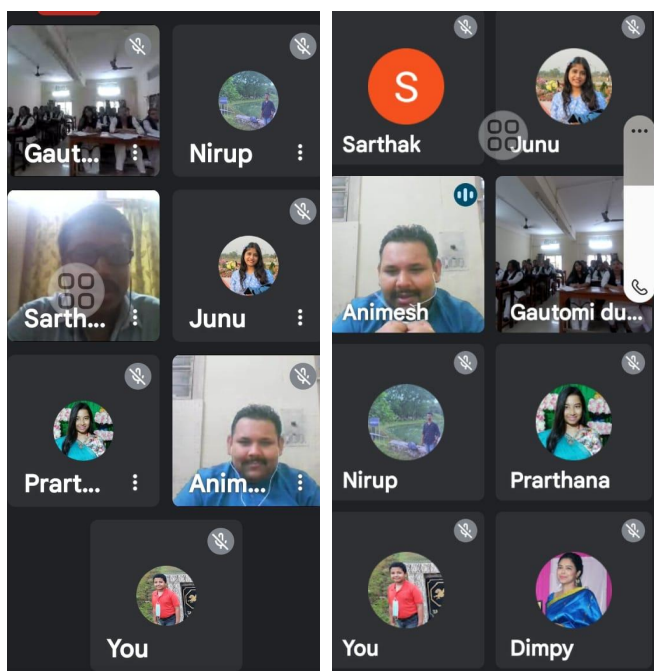 Gaut...
Nirup
Sarth...
Junu
Prart...
Anim...
You
S
Sarthak
Junu
Animesh
Gautomi du...
Nirup
Prarthana
You
Dimpy